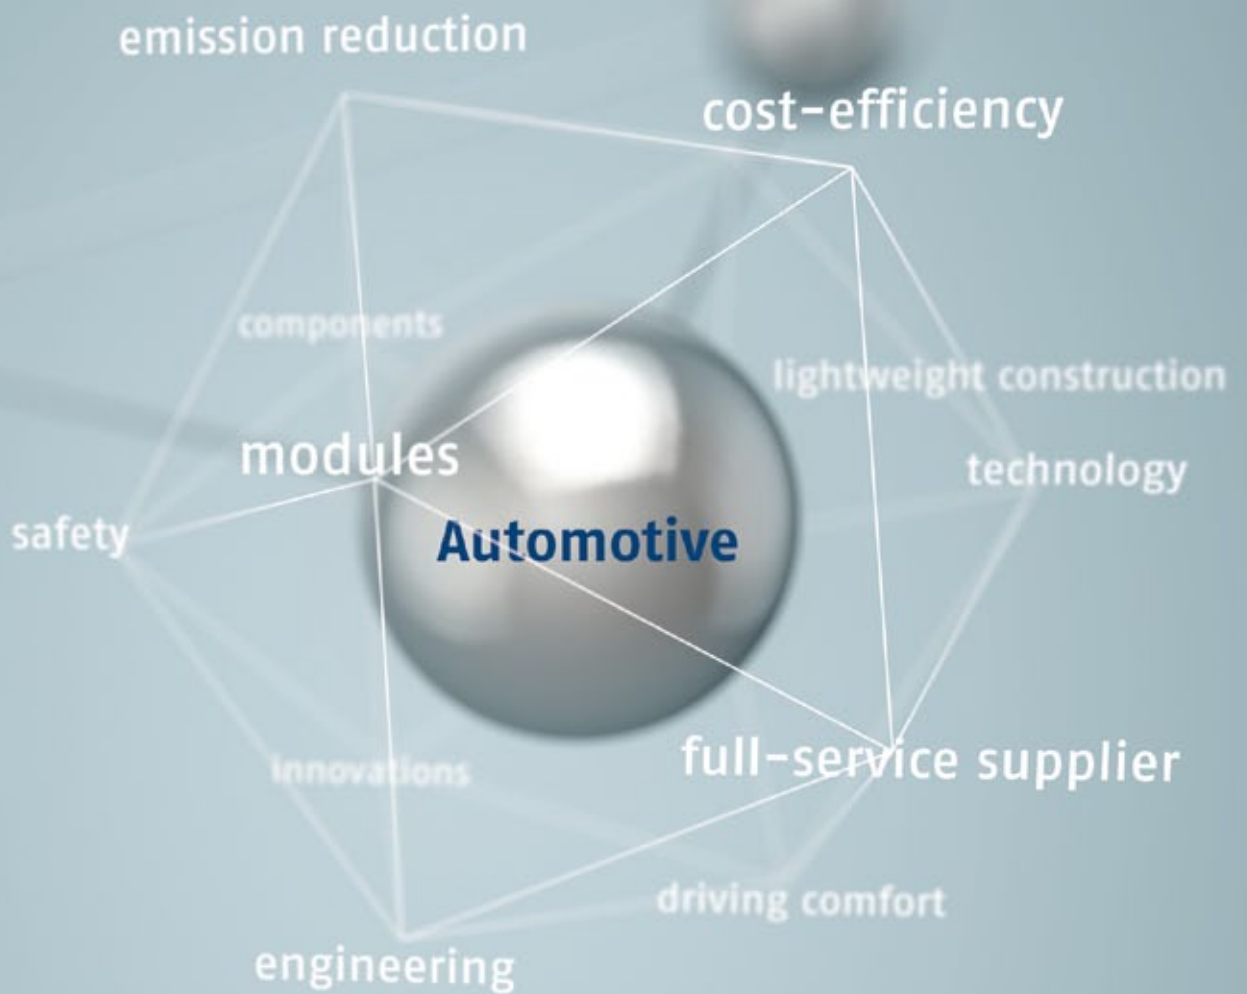 emission reduction
cost-efficiency
components
lightweight construction
modules
technology
safety
Automotive
full-service supplier
innovations
driving comfort
engineering